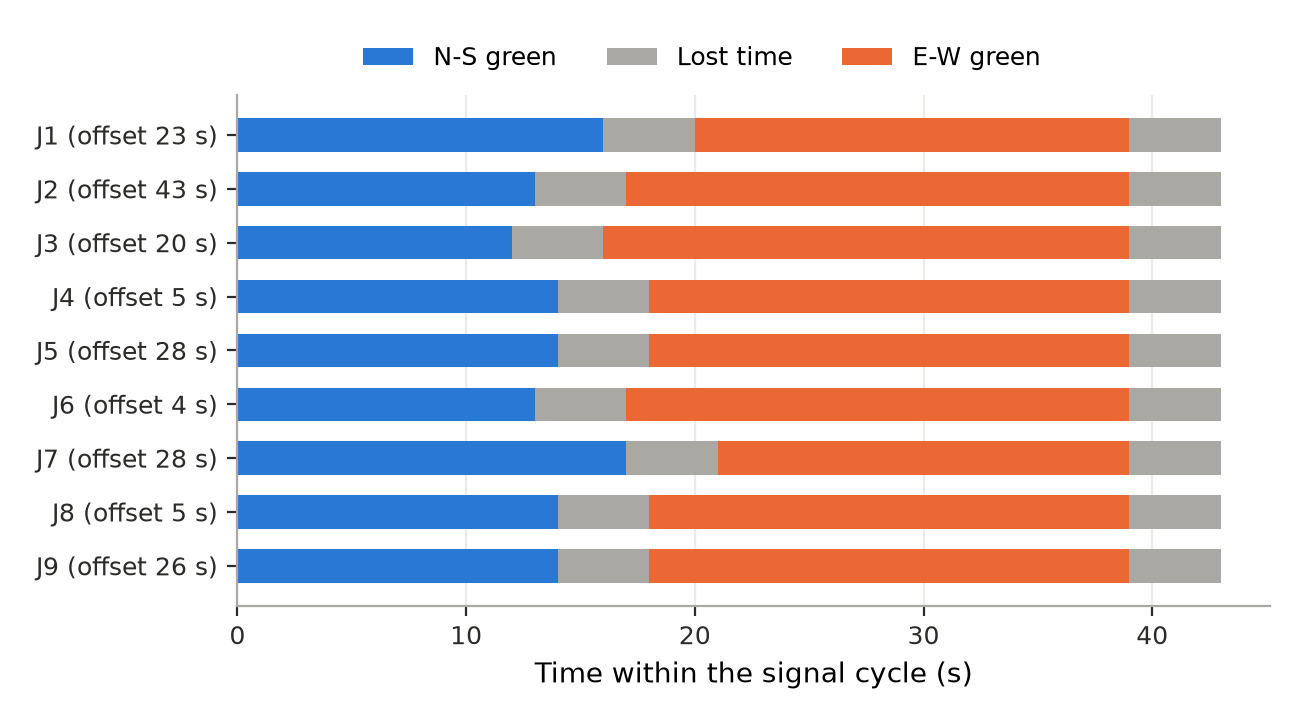 N-S green Lost time E-W green
J1 (offset 23 s)
J2 (offset 43 s)
J3 (offset 20 s)
J4 (offset 5 s)
J5 (offset 28 s)
J6 (offset 4 s)
J7 (offset 28 s)
J8 (offset 5 s)
J9 (offset 26 s)
0 10 20 30 40
Time within the signal cycle (s)